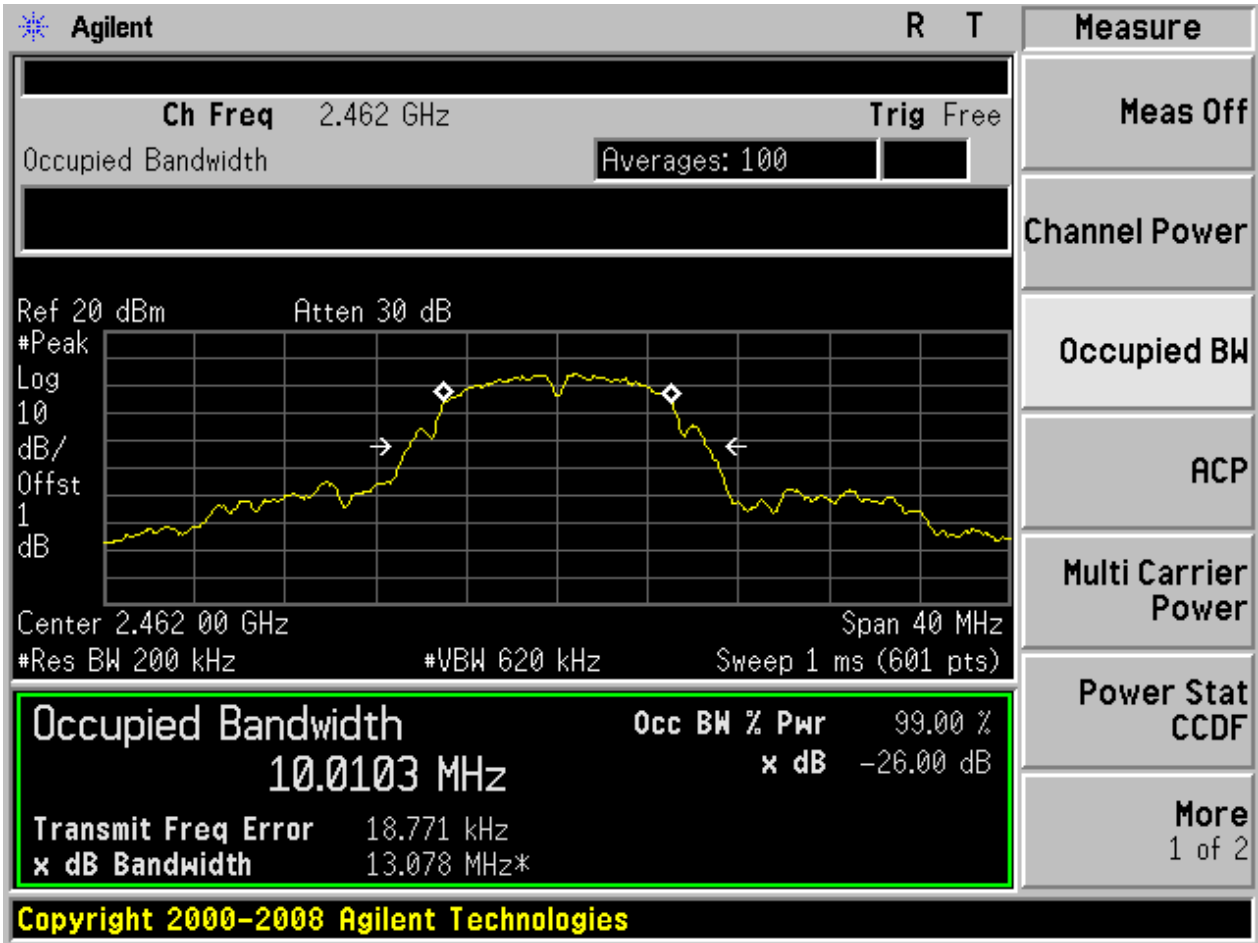 Agilent R T Measure
Ch Freq 2.462 GHz Trig Free
Meas Off
Occupied Bandwidth Averages: 100
Channel Power
Ref 20 dBm Atten 30 dB
#Peak
Log
10
dB/
Offst
1
dB
Occupied BW
ACP
Center 2.462 00 GHz Span 40 MHz
#Res BW 200 kHz #VBW 620 kHz Sweep 1 ms (601 pts)
Multi Carrier
Power
Occupied Bandwidth Occ BW % Pwr 99.00 %
10.0103 MHz x dB -26.00 dB
Transmit Freq Error 18.771 kHz
x dB Bandwidth 13.078 MHz*
Power Stat
CCDF
More
1 of 2
Copyright 2000-2008 Agilent Technologies